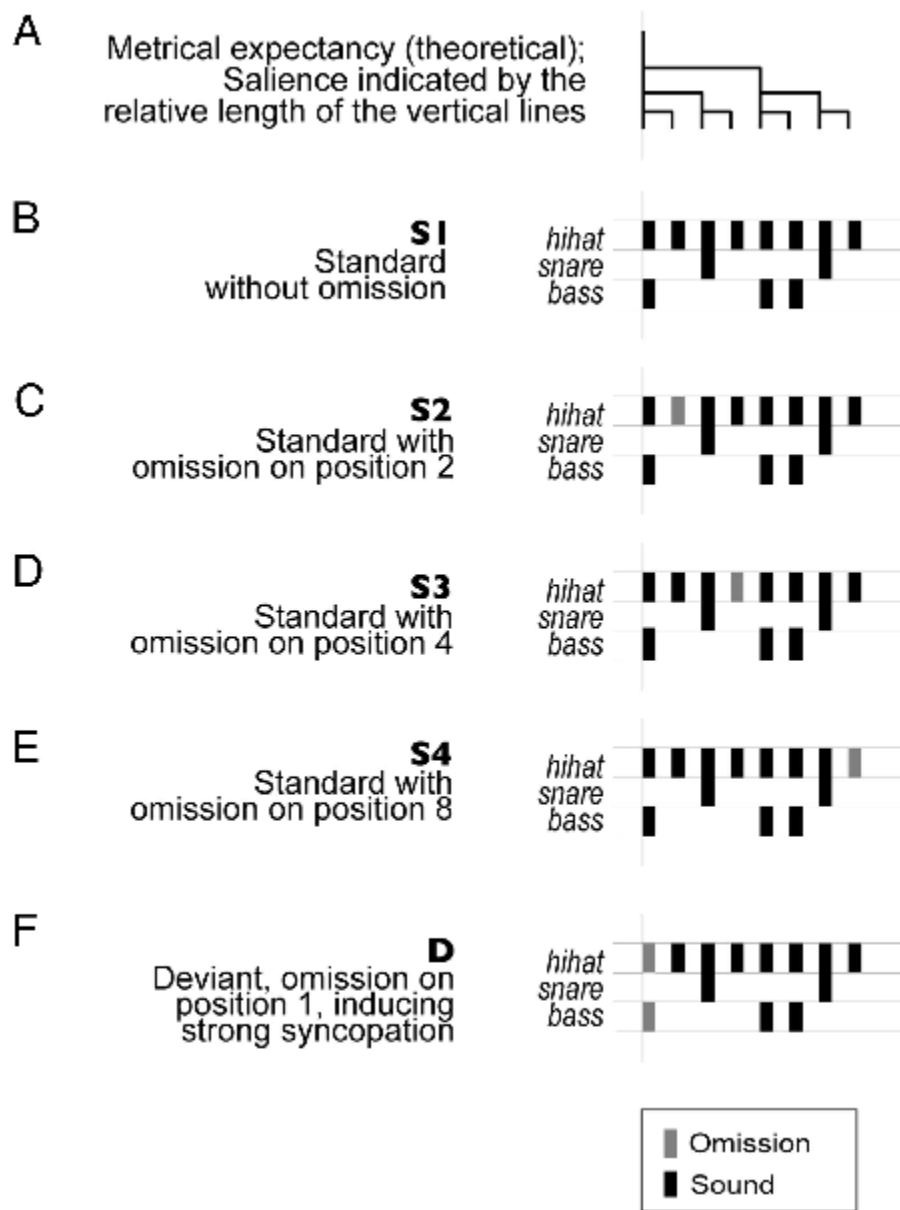 A
Metrical expectancy (theoretical);
Salience indicated by the
relative length of the vertical lines
B
S1
Standard
without omission
hihat
snare
bass
C
S2
Standard with
omission on position 2
hihat
snare
bass
D
S3
Standard with
omission on position 4
hihat
snare
bass
E
S4
Standard with
omission on position 8
hihat
snare
bass
F
D
Deviant, omission on
position 1, inducing
strong syncopation
hihat
snare
bass
Omission
Sound